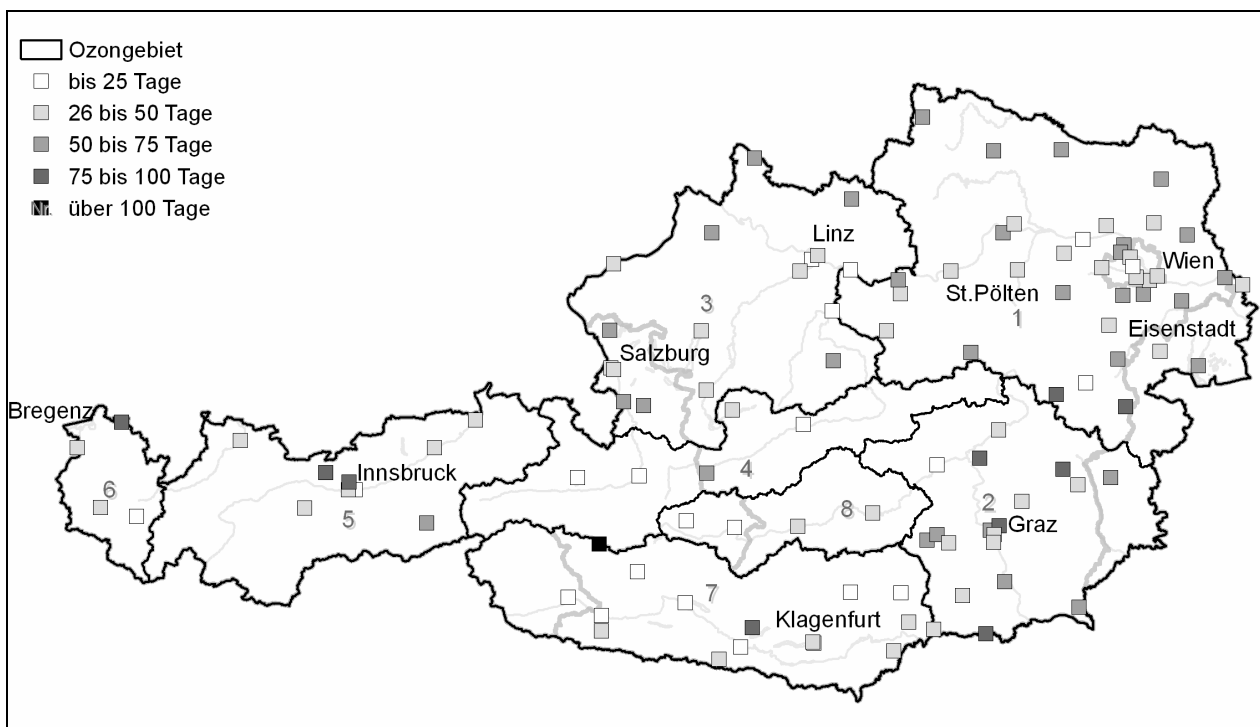 Ozongebiet
bis 25 Tage
26 bis 50 Tage
50 bis 75 Tage
75 bis 100 Tage
Nr. über 100 Tage
Linz
Wien
St.Pölten
3
1
Eisenstadt
Salzburg
Bregenz
Innsbruck
4
6
5
8
2
Graz
7
Klagenfurt